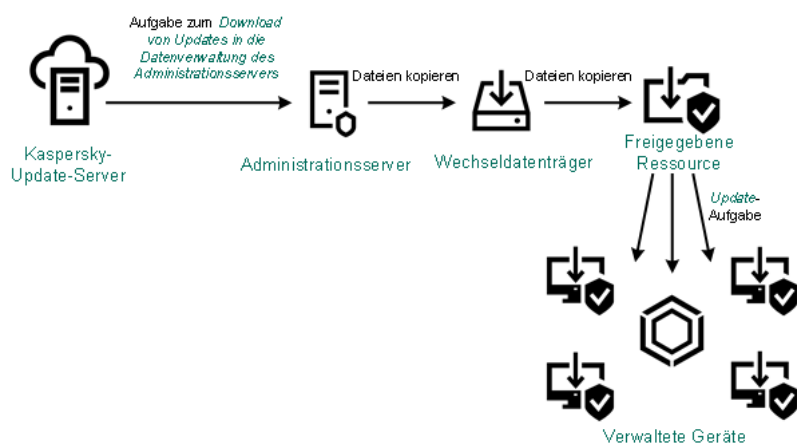 Aufgabe zum Download
von Updates in die
Datenverwaltung des
Administrationsservers
Dateien kopieren
Dateien kopieren
Kaspersky-
Update-Server
Administrationsserver
Wechseldatenträger
Freigegebene
Ressource
Update-
Aufgabe
Verwaltete Geräte